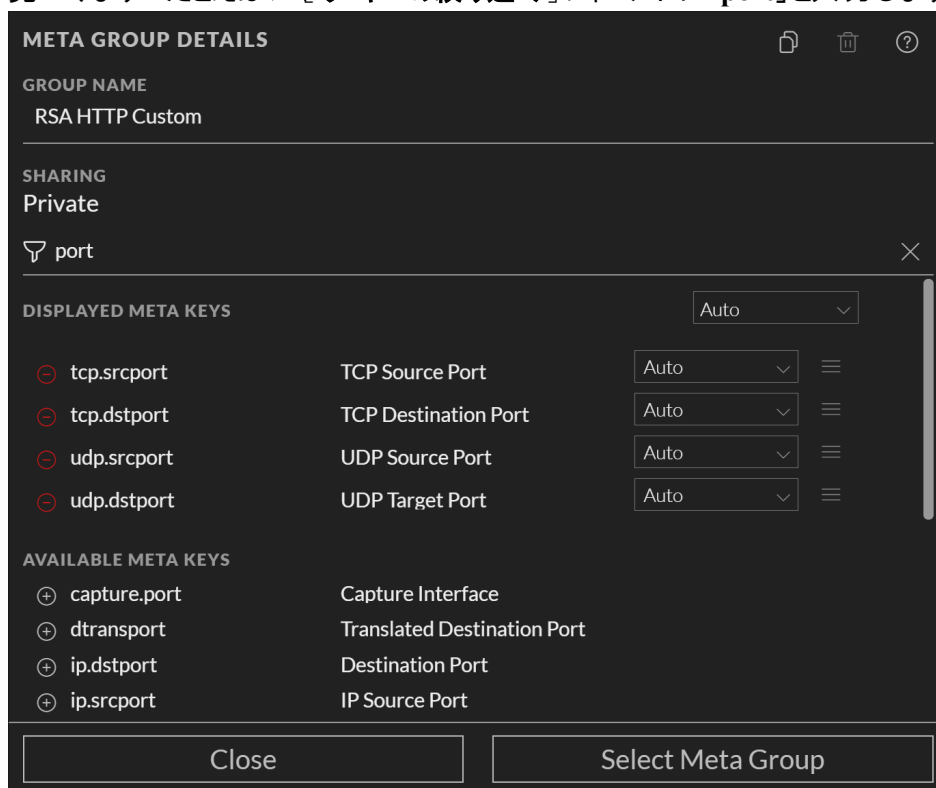 META GROUP DETAILS
GROUP NAME
RSA HTTP Custom
SHARING
Private
port
DISPLAYED META KEYS Auto
tcp.srcport TCP Source Port Auto
tcp.dstport TCP Destination Port Auto
udp.srcport UDP Source Port Auto
udp.dstport UDP Target Port Auto
AVAILABLE META KEYS
capture.port Capture Interface
dtransport Translated Destination Port
ip.dstport Destination Port
ip.srcport IP Source Port
Close Select Meta Group